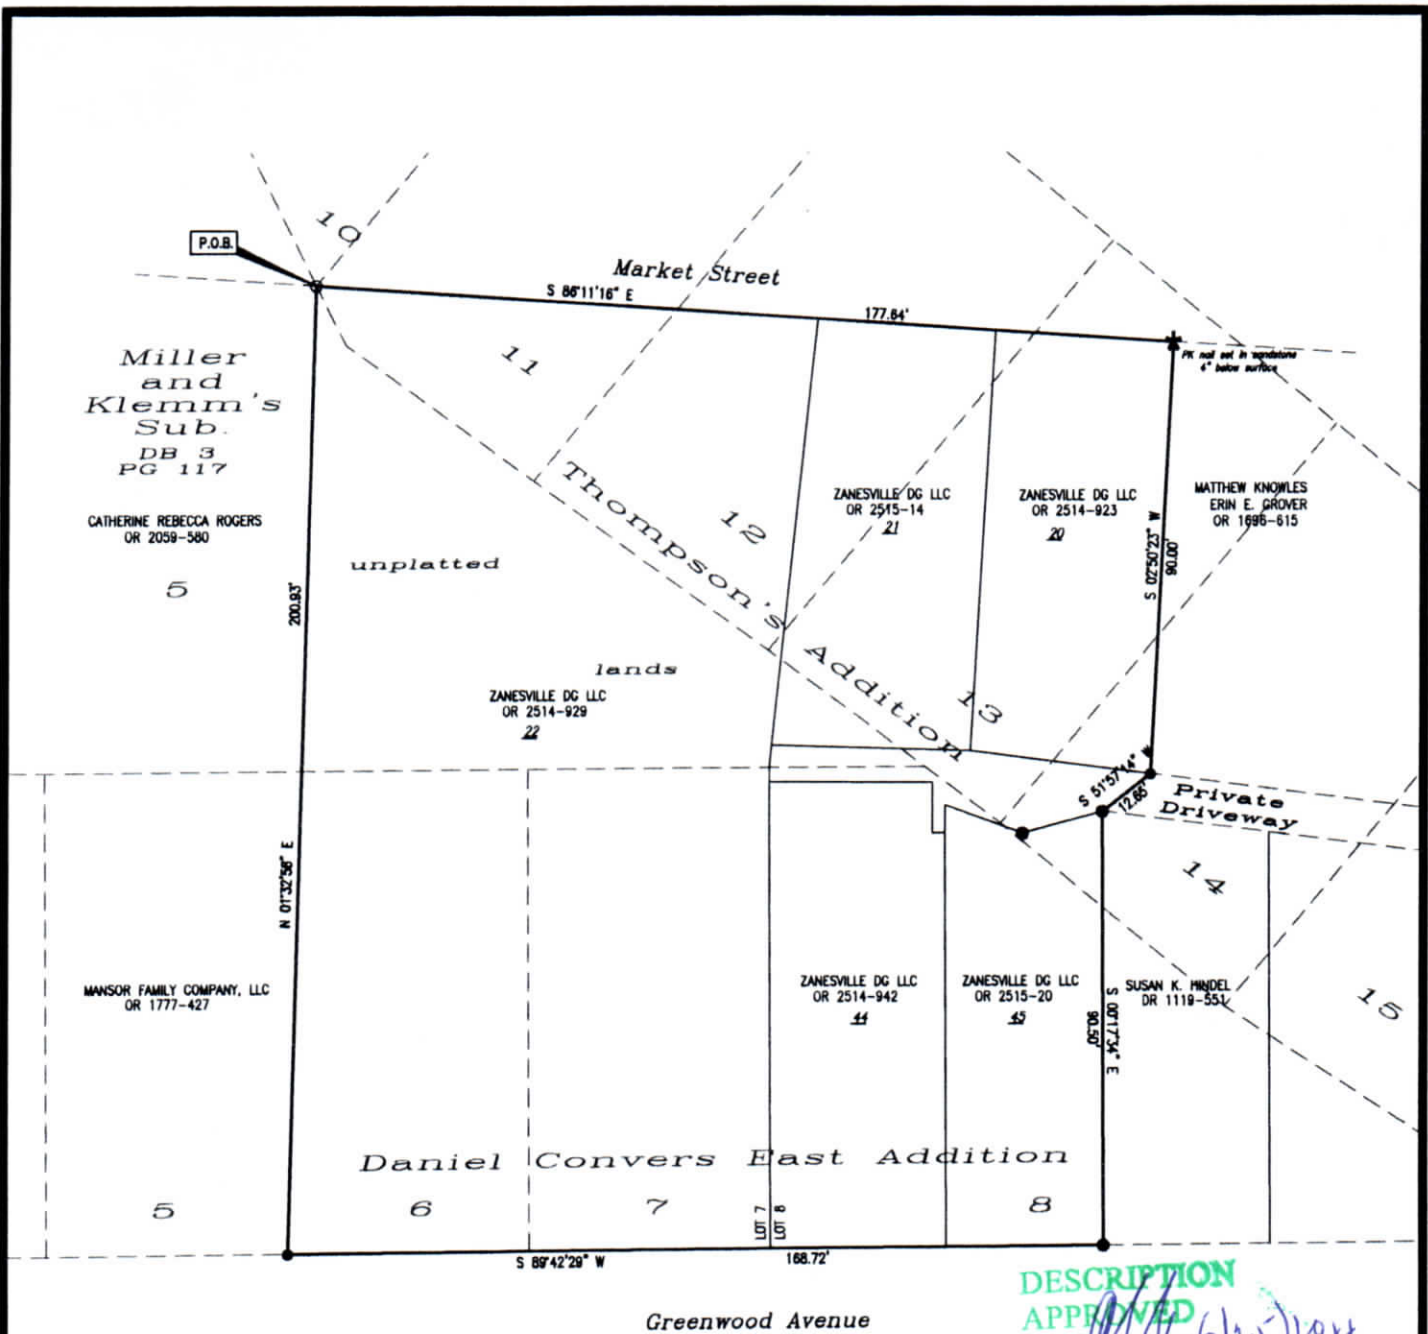 10
P.O.B.
Market Street
S 86°11'16" E
177.64'
PK nail set in sandstone
4" below surface
11
Miller
and
Klemm's
Sub.
DB 3
PG 117
CATHERINE REBECCA ROGERS
OR 2059-580
5
200.93'
unplatted
lands
Thompson's Addition
12
ZANESVILLE DG LLC
OR 2515-14
21
ZANESVILLE DG LLC
OR 2514-923
20
S 02°50'23" W
90.00'
MATTHEW KNOWLES
ERIN E. GROVER
OR 1696-615
ZANESVILLE DG LLC
OR 2514-929
22
13
S 51°57'14" W
12.66'
Private
Driveway
14
N 01°32'58" E
MANSOR FAMILY COMPANY, LLC
OR 1777-427
ZANESVILLE DG LLC
OR 2514-942
44
ZANESVILLE DG LLC
OR 2515-20
45
S 00°17'34" E
90.50'
SUSAN K. MINDEL
DR 1119-551
15
Daniel Convers East Addition
5
6
7
LOT 7
LOT 8
8
S 89°42'29" W
168.72'
DESCRIPTION
APPROVED
Greenwood Avenue